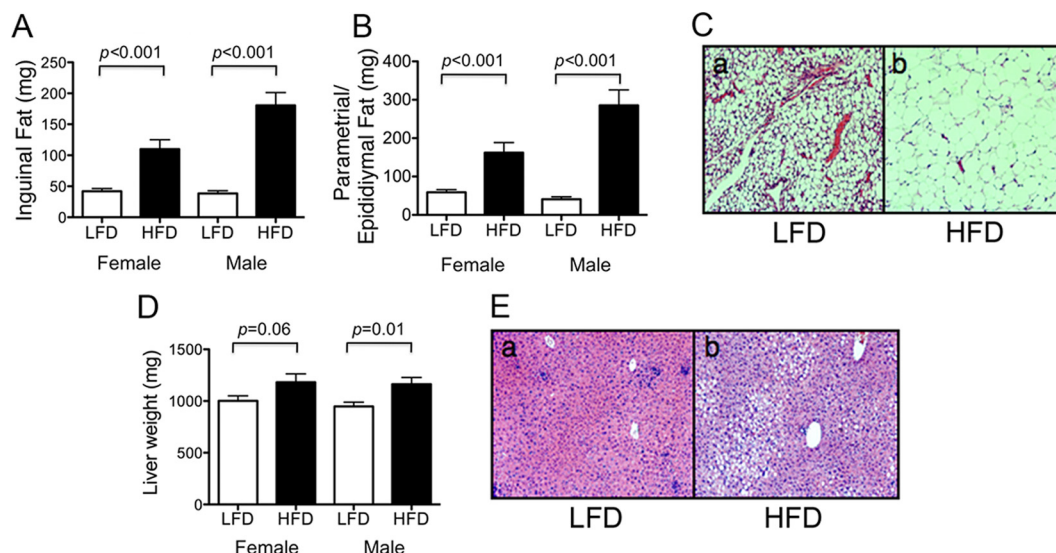 A
p<0.001
p<0.001
Inguinal Fat (mg)
250
200
150
100
50
0
LFD HFD LFD HFD
Female Male
B
p<0.001
p<0.001
Parametrial/
Epididiymal Fat (mg)
400
300
200
100
0
LFD HFD LFD HFD
Female Male
C
a
b
LFD HFD
D
p=0.06
p=0.01
Liver weight (mg)
1500
1000
500
0
LFD HFD LFD HFD
Female Male
E
a
b
LFD HFD